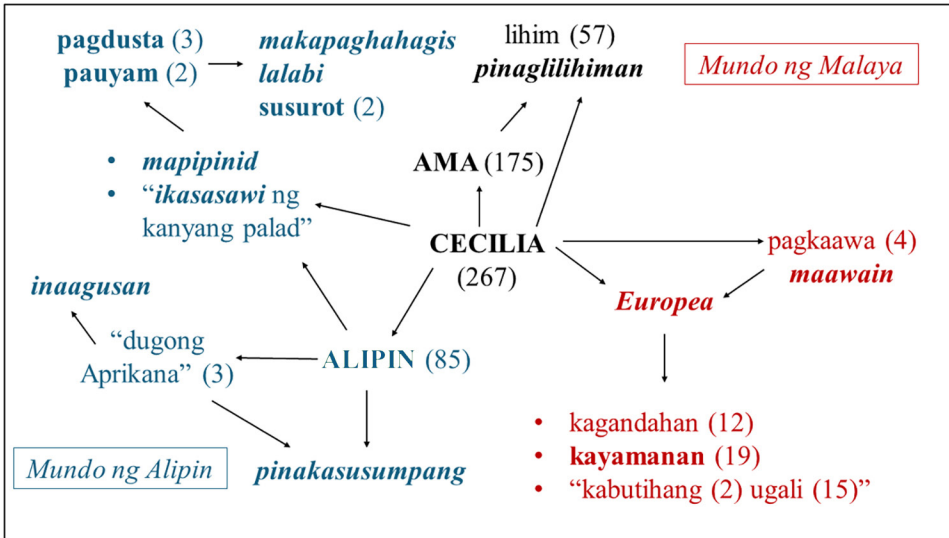 pagdusta (3)
pauyam (2)
makapaghahagis
lalabi
susurot (2)
lihim (57)
pinaglilihiman
Mundo ng Malaya
• mapipinid
• “ikasasawi ng
kanyang palad”
AMA (175)
CECILIA
(267)
pagkaawa (4)
maawain
Europea
inaagusan
“dugong
Aprikana” (3)
ALIPIN (85)
Mundo ng Alipin
pinakasusumpang
• kagandahan (12)
• kayamanan (19)
• “kabutihang (2) ugali (15)”